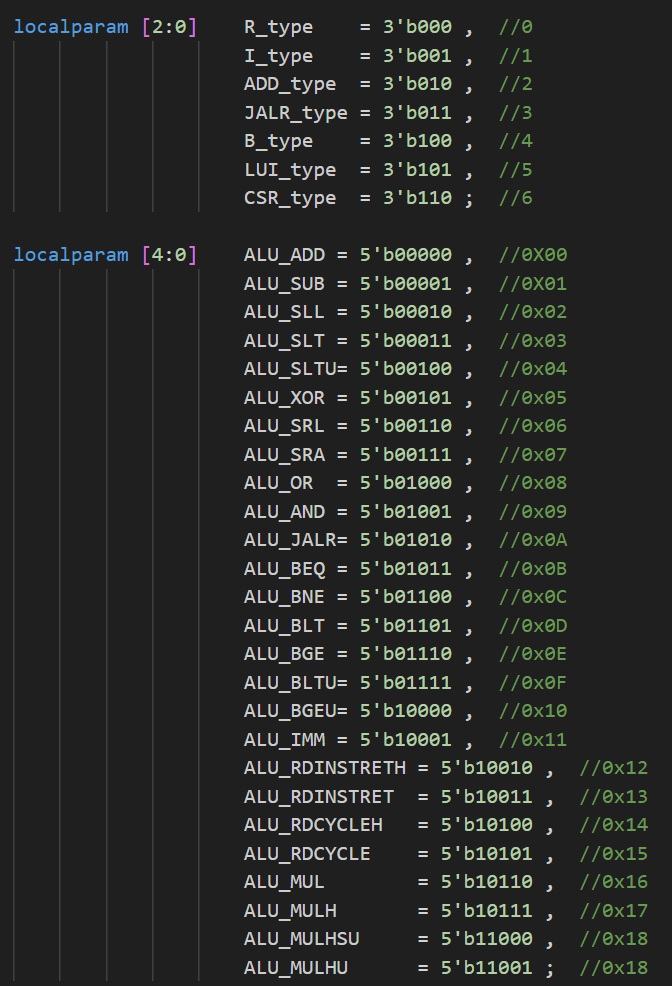 localparam [2:0]    R_type    = 3'b000 ,  //0
                    I_type    = 3'b001 ,  //1
                    ADD_type  = 3'b010 ,  //2
                    JALR_type = 3'b011 ,  //3
                    B_type    = 3'b100 ,  //4
                    LUI_type  = 3'b101 ,  //5
                    CSR_type  = 3'b110 ;  //6

localparam [4:0]    ALU_ADD = 5'b00000 ,  //0X00
                    ALU_SUB = 5'b00001 ,  //0X01
                    ALU_SLL = 5'b00010 ,  //0x02
                    ALU_SLT = 5'b00011 ,  //0x03
                    ALU_SLTU= 5'b00100 ,  //0x04
                    ALU_XOR = 5'b00101 ,  //0x05
                    ALU_SRL = 5'b00110 ,  //0x06
                    ALU_SRA = 5'b00111 ,  //0x07
                    ALU_OR  = 5'b01000 ,  //0x08
                    ALU_AND = 5'b01001 ,  //0x09
                    ALU_JALR= 5'b01010 ,  //0x0A
                    ALU_BEQ = 5'b01011 ,  //0x0B
                    ALU_BNE = 5'b01100 ,  //0x0C
                    ALU_BLT = 5'b01101 ,  //0x0D
                    ALU_BGE = 5'b01110 ,  //0x0E
                    ALU_BLTU= 5'b01111 ,  //0x0F
                    ALU_BGEU= 5'b10000 ,  //0x10
                    ALU_IMM = 5'b10001 ,  //0x11
                    ALU_RDINSTRETH = 5'b10010 ,  //0x12
                    ALU_RDINSTRET  = 5'b10011 ,  //0x13
                    ALU_RDCYCLEH   = 5'b10100 ,  //0x14
                    ALU_RDCYCLE    = 5'b10101 ,  //0x15
                    ALU_MUL        = 5'b10110 ,  //0x16
                    ALU_MULH       = 5'b10111 ,  //0x17
                    ALU_MULHSU     = 5'b11000 ,  //0x18
                    ALU_MULHU      = 5'b11001 ;  //0x18